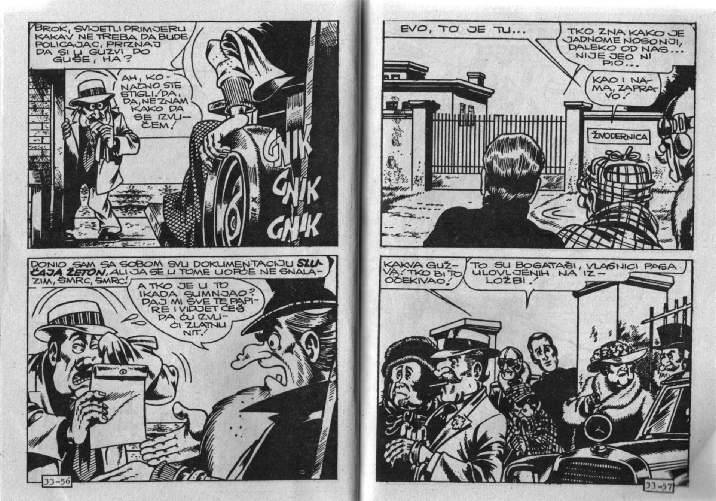 BROK, SVIJETLI PRIMJERU
KAKAV NE TREBA DA BUDE
POLICAJAC, PRIZNAJ
DA SI U GUZVI DO
GUŠE, HA?
AH, KO-
NAČNO STE
STIGLI! DA,
DA, NE ZNAM
KAKO DA
SE IZVU-
ČEM!
GNIK
GNIK
GNIK
DONIO SAM SA SOBOM SVU DOKUMENTACIJU SLU-
ČAJA ŽETON, ALI JA SE U TOME UOPĆE NE SNALA-
ZIM, ŠMRC, ŠMRC!
A TKO JE U TO
IKADA SUMNJAO?
DAJ MI SVE TE PAPI-
RE I VIDJET ĆEŠ
DA ĆU IZVU-
ĆI ZLATNU
NIT!
33-56
EVO, TO JE TU...
TKO ZNA KAKO JE
JADNOME NOSONJI,
DALEKO OD NAS...
NIJE JEO NI
PIO...
KAO I NA-
MA, ZAPRA-
VO!
ŽIVODERNICA
KAKVA GUŽ-
VA! TKO BI TO
OČEKIVAO!
TO SU BOGATAŠI, VLASNICI PASA
ULOVLJENIH NA IZ-
LOŽBI!
33-57